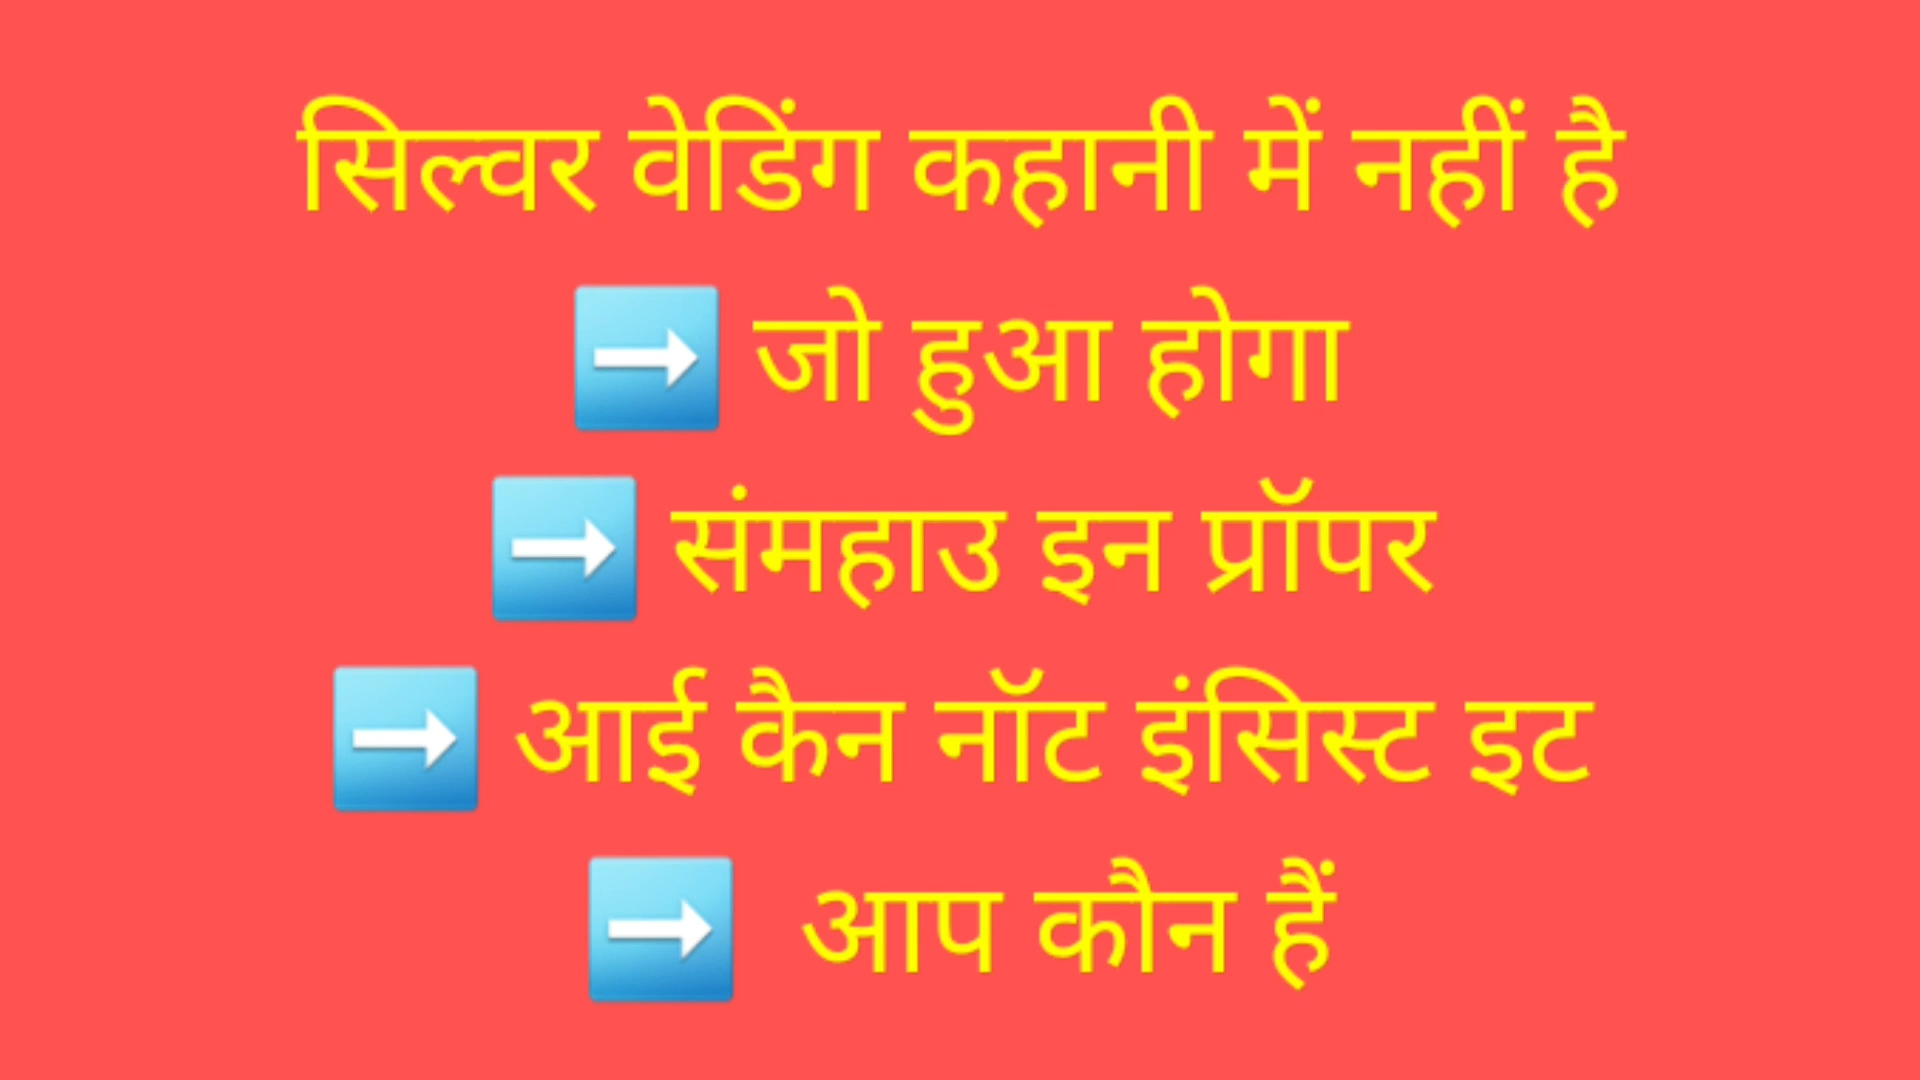 सिल्वर वेडिंग कहानी में नहीं है
➡️ जो हुआ होगा
➡️ संमहाउ इन प्रॉपर
➡️ आई कैन नॉट इंसिस्ट इट
➡️ आप कौन हैं